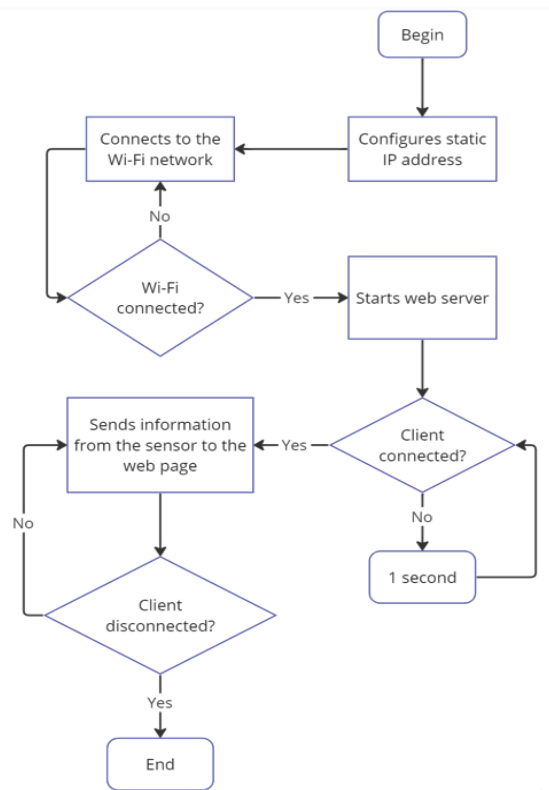 Begin
Configures static
IP address
Connects to the
Wi-Fi network
No
Wi-Fi
connected?
Yes
Starts web server
Client
connected?
Yes
No
1 second
Sends information
from the sensor to the
web page
No
Client
disconnected?
Yes
End